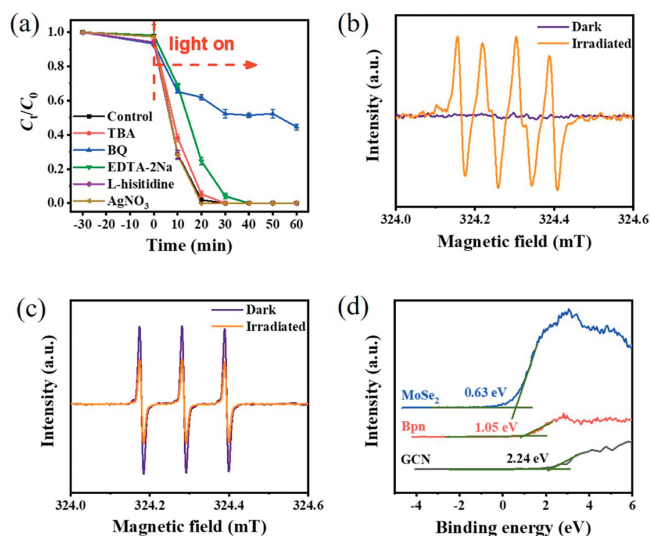 (a)
light on
Control
TBA
BQ
EDTA-2Na
L-hisitidine
AgNO3
Ct/C0
1.0
0.8
0.6
0.4
0.2
0.0
-30 -20 -10 0 10 20 30 40 50 60
Time (min)
(b)
Dark
Irradiated
Intensity (a.u.)
324.0 324.2 324.4 324.6
Magnetic field (mT)
(c)
Dark
Irradiated
Intensity (a.u.)
324.0 324.2 324.4 324.6
Magnetic field (mT)
(d)
Intensity (a.u.)
MoSe2 0.63 eV
Bpn 1.05 eV
GCN 2.24 eV
-4 -2 0 2 4 6
Binding energy (eV)